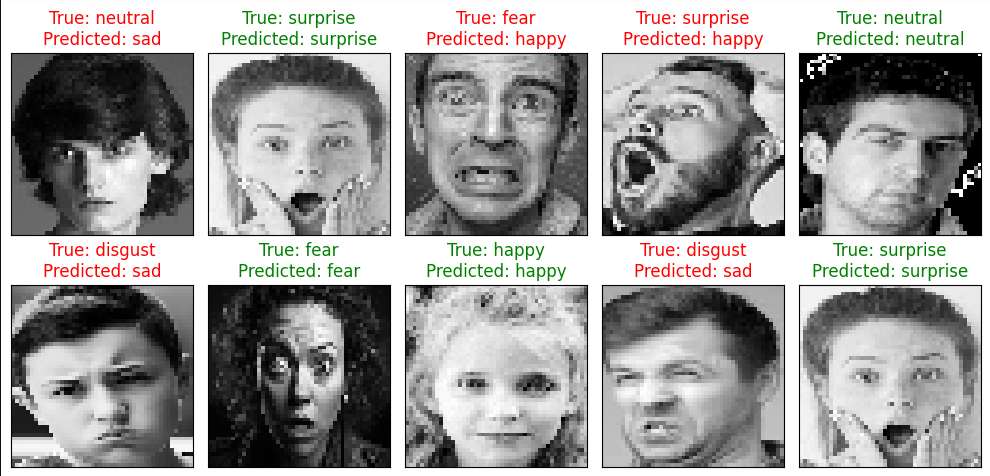 True: neutral
Predicted: sad
True: surprise
Predicted: surprise
True: fear
Predicted: happy
True: surprise
Predicted: happy
True: neutral
Predicted: neutral
True: disgust
Predicted: sad
True: fear
Predicted: fear
True: happy
Predicted: happy
True: disgust
Predicted: sad
True: surprise
Predicted: surprise